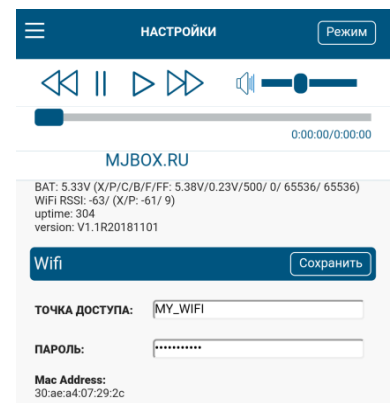 НАСТРОЙКИ
Режим
0:00:00/0:00:00
MJBOX.RU
BAT: 5.33V (X/P/C/B/F/FF: 5.38V/0.23V/500/ 0/ 65536/ 65536)
WiFi RSSI: -63/ (X/P: -61/ 9)
uptime: 304
version: V1.1R20181101
Wifi
Сохранить
ТОЧКА ДОСТУПА: MY_WIFI
ПАРОЛЬ: •••••••••••
Mac Address:
30:ae:a4:07:29:2c